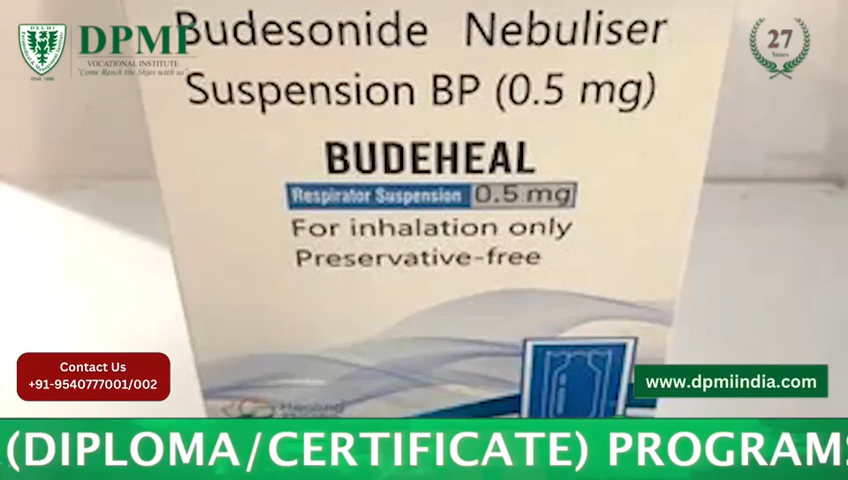 DPMI
VOCATIONAL INSTITUTE
"Come Reach the Skies with us"
DELHI
27
Years
Budesonide Nebuliser
Suspension BP (0.5 mg)
BUDEHEAL
Respirator Suspension 0.5 mg
For inhalation only
Preservative-free
Contact Us
+91-9540777001/002
www.dpmiindia.com
Healing
(DIPLOMA/CERTIFICATE) PROGRAMS